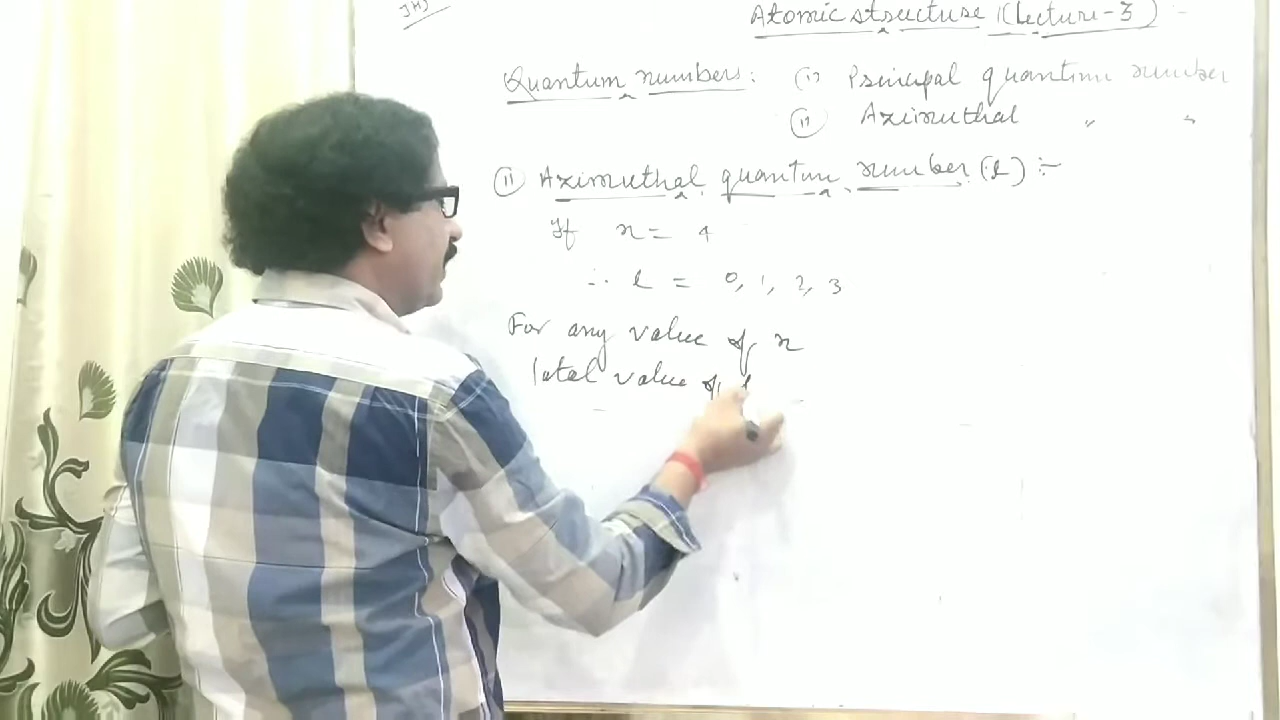 Atomic structure (Lecture-3)
Quantum numbers: (i) Principal quantum number
(ii) Azimuthal " "
(ii) Azimuthal quantum number (l) :-
If n = 4
∴ l = 0, 1, 2, 3
For any value of n
Total value of l